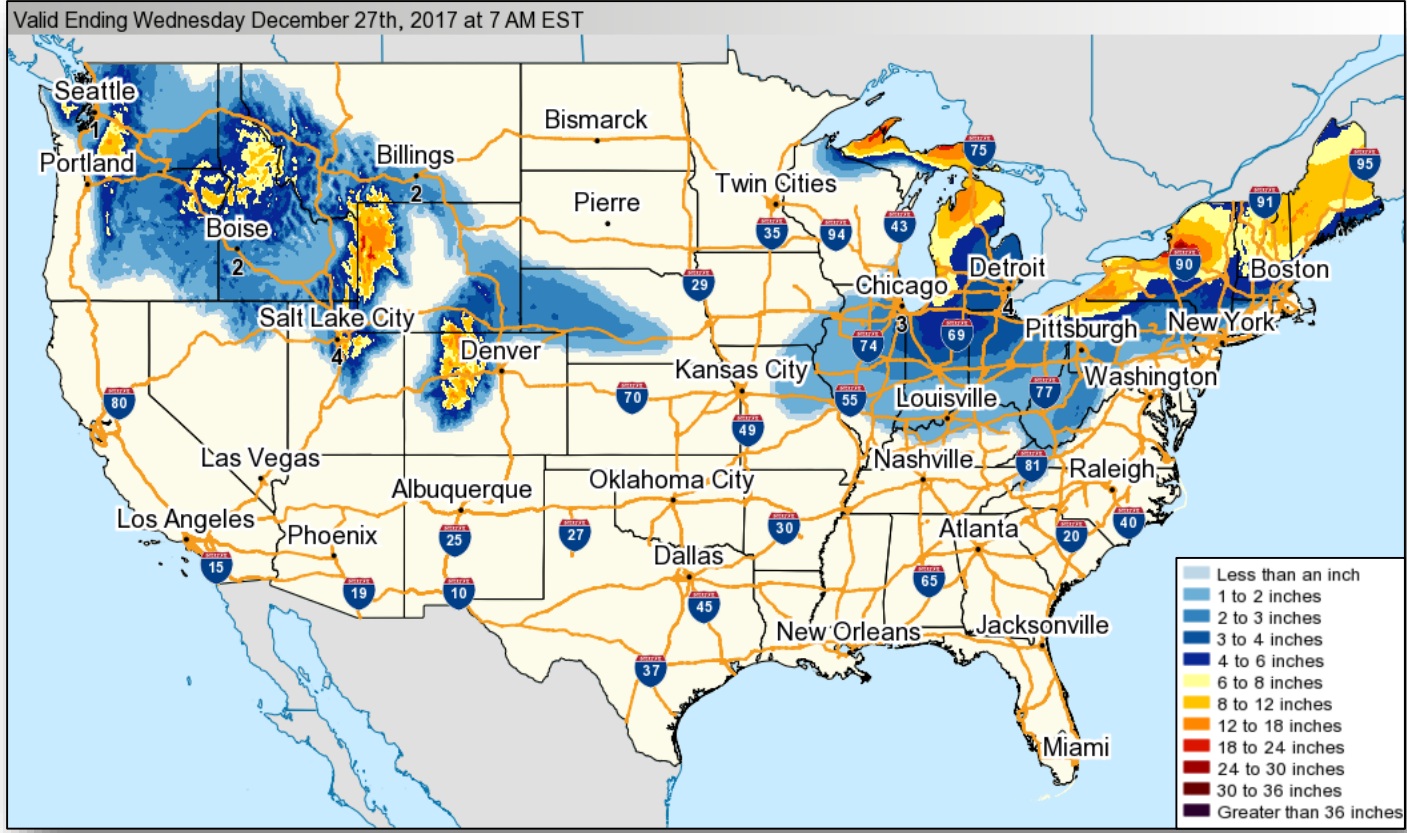 Valid Ending Wednesday December 27th, 2017 at 7 AM EST
Seattle
1
Portland
Bismarck
Billings
2
75
95
Twin Cities
Pierre
91
Boise
2
35
94
43
90
Detroit
4
Boston
29
Chicago
3
Salt Lake City
4
69
Pittsburgh
New York
74
Denver
Kansas City
Washington
80
70
55
Louisville
77
49
Las Vegas
Nashville
81
Raleigh
Albuquerque
Oklahoma City
Los Angeles
Phoenix
25
27
30
Atlanta
20
40
15
Dallas
19
10
65
45
New Orleans
Jacksonville
37
Miami
Less than an inch
1 to 2 inches
2 to 3 inches
3 to 4 inches
4 to 6 inches
6 to 8 inches
8 to 12 inches
12 to 18 inches
18 to 24 inches
24 to 30 inches
30 to 36 inches
Greater than 36 inches